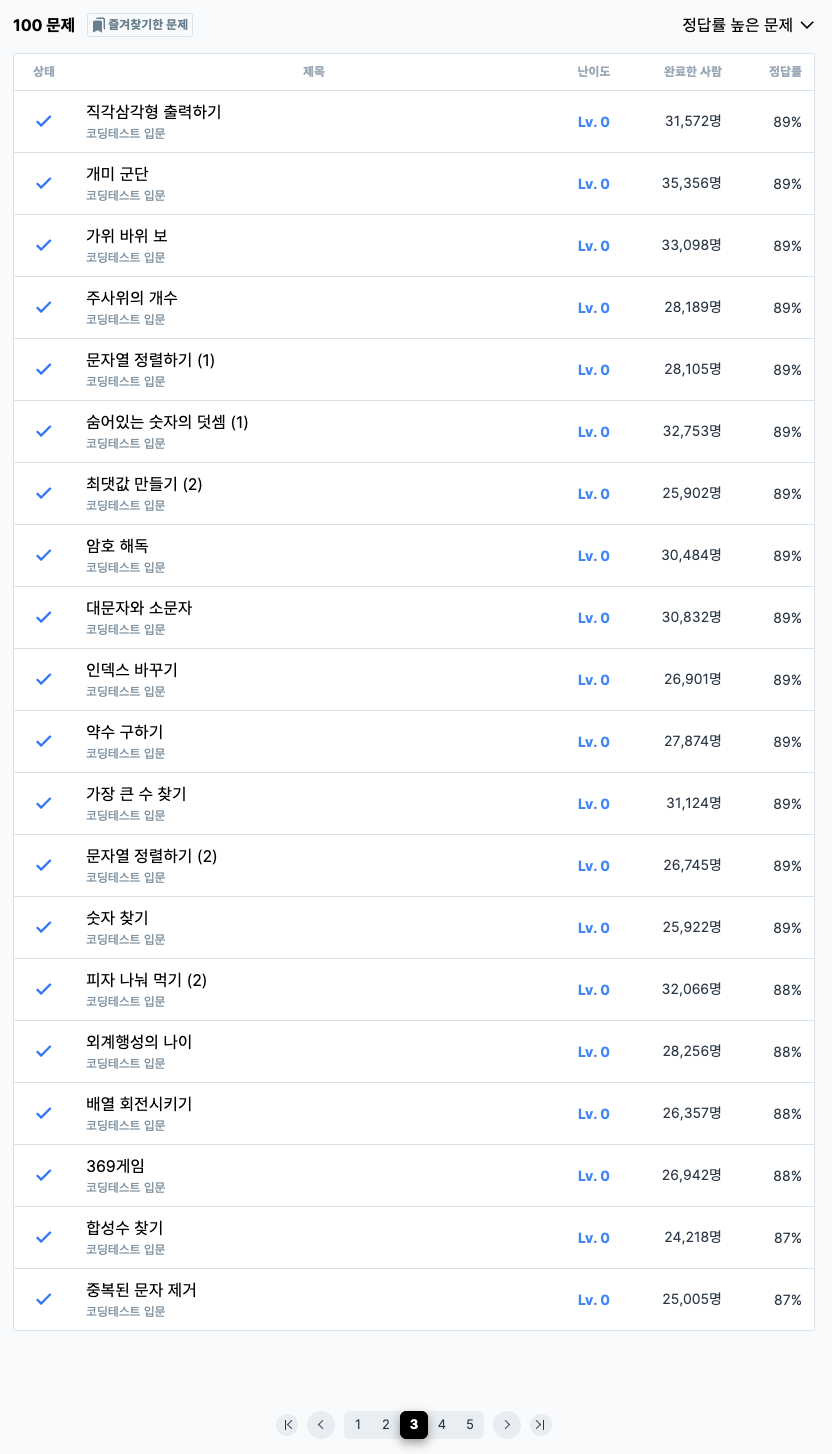 100 문제 즐겨찾기한 문제 정답률 높은 문제
상태 제목 난이도 완료한 사람 정답률
직각삼각형 출력하기
코딩테스트 입문
Lv. 0 31,572명 89%
개미 군단
코딩테스트 입문
Lv. 0 35,356명 89%
가위 바위 보
코딩테스트 입문
Lv. 0 33,098명 89%
주사위의 개수
코딩테스트 입문
Lv. 0 28,189명 89%
문자열 정렬하기 (1)
코딩테스트 입문
Lv. 0 28,105명 89%
숨어있는 숫자의 덧셈 (1)
코딩테스트 입문
Lv. 0 32,753명 89%
최댓값 만들기 (2)
코딩테스트 입문
Lv. 0 25,902명 89%
암호 해독
코딩테스트 입문
Lv. 0 30,484명 89%
대문자와 소문자
코딩테스트 입문
Lv. 0 30,832명 89%
인덱스 바꾸기
코딩테스트 입문
Lv. 0 26,901명 89%
약수 구하기
코딩테스트 입문
Lv. 0 27,874명 89%
가장 큰 수 찾기
코딩테스트 입문
Lv. 0 31,124명 89%
문자열 정렬하기 (2)
코딩테스트 입문
Lv. 0 26,745명 89%
숫자 찾기
코딩테스트 입문
Lv. 0 25,922명 89%
피자 나눠 먹기 (2)
코딩테스트 입문
Lv. 0 32,066명 88%
외계행성의 나이
코딩테스트 입문
Lv. 0 28,256명 88%
배열 회전시키기
코딩테스트 입문
Lv. 0 26,357명 88%
369게임
코딩테스트 입문
Lv. 0 26,942명 88%
합성수 찾기
코딩테스트 입문
Lv. 0 24,218명 87%
중복된 문자 제거
코딩테스트 입문
Lv. 0 25,005명 87%
1 2 3 4 5